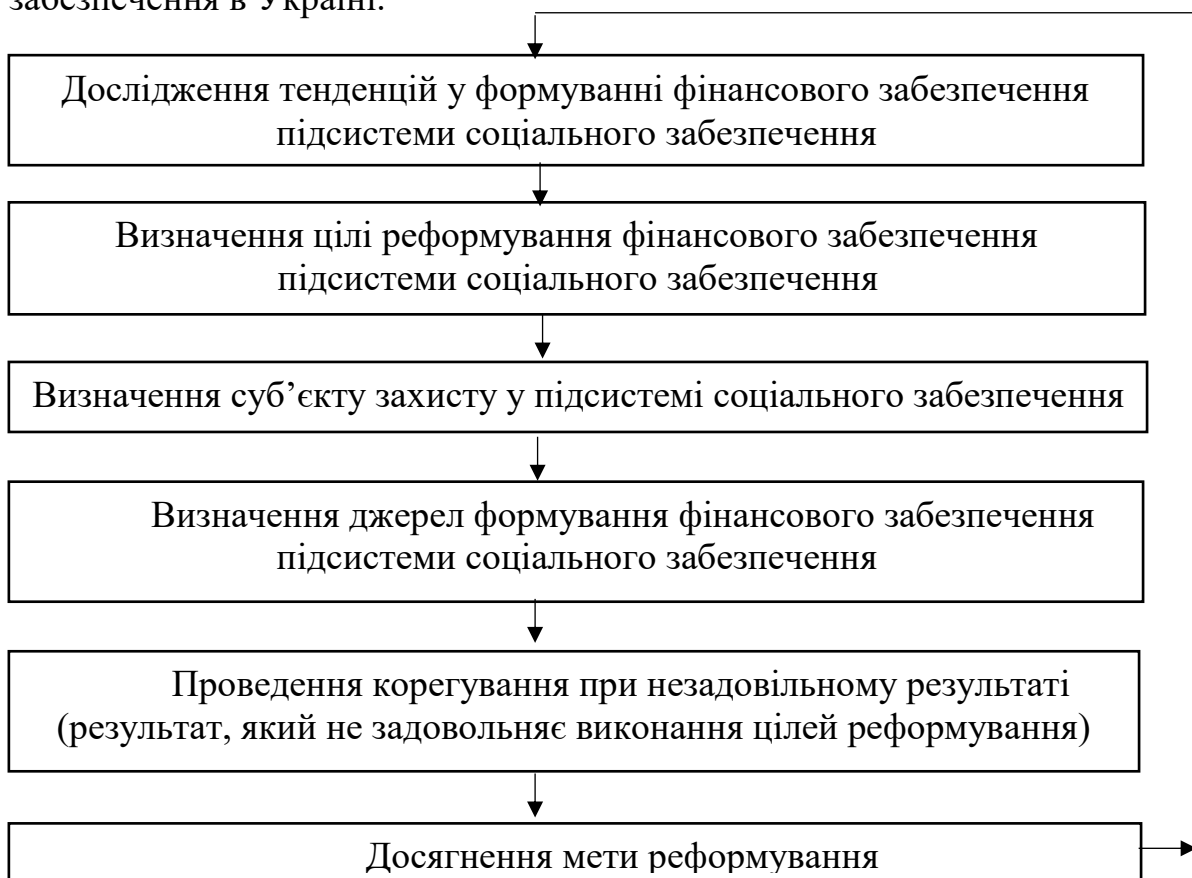 забезпечення в Україні.
Дослідження тенденцій у формуванні фінансового забезпечення
підсистеми соціального забезпечення
Визначення цілі реформування фінансового забезпечення
підсистеми соціального забезпечення
Визначення суб’єкту захисту у підсистемі соціального забезпечення
Визначення джерел формування фінансового забезпечення
підсистеми соціального забезпечення
Проведення корегування при незадовільному результаті
(результат, який не задовольняє виконання цілей реформування)
Досягнення мети реформування